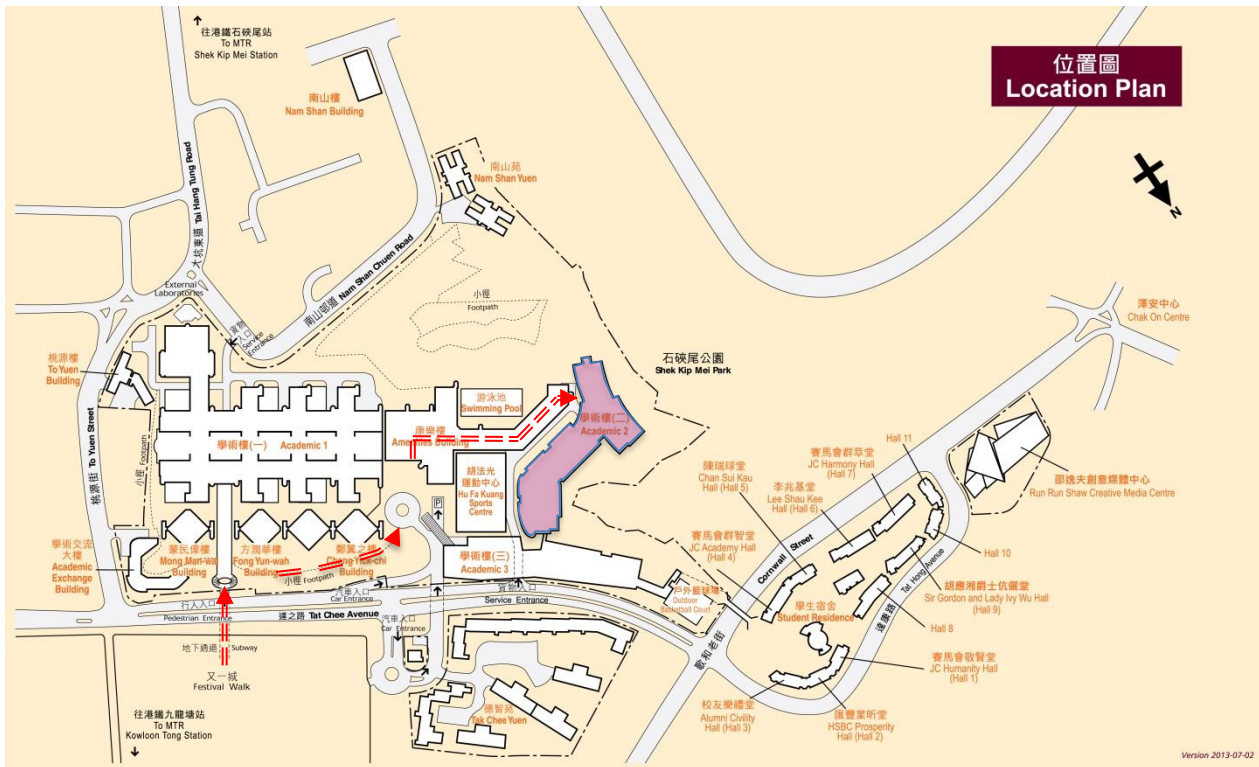 往港鐵石硤尾站
To MTR
Shek Kip Mei Station
位置圖
Location Plan
南山樓
Nam Shan Building
南山苑
Nam Shan Yuen
N
大坑東道 Tai Hang Tung Road
南山邨道 Nam Shan Chuen Road
External
Laboratories
貨物
入口
Service
Entrance
小徑
Footpath
澤安中心
Chak On Centre
桃源樓
To Yuen
Building
石硤尾公園
Shek Kip Mei Park
游泳池
Swimming Pool
學術樓(二)
Academic 2
康樂樓
Amenities Building
學術樓(一) Academic 1
桃源街 To Yuen Street
小徑 Footpath
胡法光
運動中心
Hu Fa Kuang
Sports
Centre
P
Hall 11
賽馬會群萃堂
JC Harmony Hall
(Hall 7)
陳瑞球堂
Chan Sui Kau
Hall (Hall 5)
李兆基堂
Lee Shau Kee
Hall (Hall 6)
邵逸夫創意媒體中心
Run Run Shaw Creative Media Centre
賽馬會群智堂
JC Academy Hall
(Hall 4)
Cornwall Street
Hall 10
學術交流
大樓
Academic
Exchange
Building
蒙民偉樓
Mong Man-wai
Building
方潤華樓
Fong Yun-wah
Building
鄭翼之樓
Cheng Yick-chi
Building
小徑 Footpath
學術樓(三)
Academic 3
胡應湘爵士伉儷堂
Sir Gordon and Lady Ivy Wu Hall
(Hall 9)
達康路 Tat Hong Avenue
行人入口
Pedestrian Entrance
汽車入口
Car Entrance
貨物入口
Service Entrance
戶外籃球場
Outdoor
Basketball Court
學生宿舍
Student Residence
Hall 8
達之路 Tat Chee Avenue
汽車入口
Car Entrance
地下通道
Subway
又一城
Festival Walk
歌和老街
賽馬會敬賢堂
JC Humanity Hall
(Hall 1)
德智苑
Tak Chee Yuen
校友樂禮堂
Alumni Civility
Hall (Hall 3)
滙豐業昕堂
HSBC Prosperity
Hall (Hall 2)
往港鐵九龍塘站
To MTR
Kowloon Tong Station
Version 2013-07-02